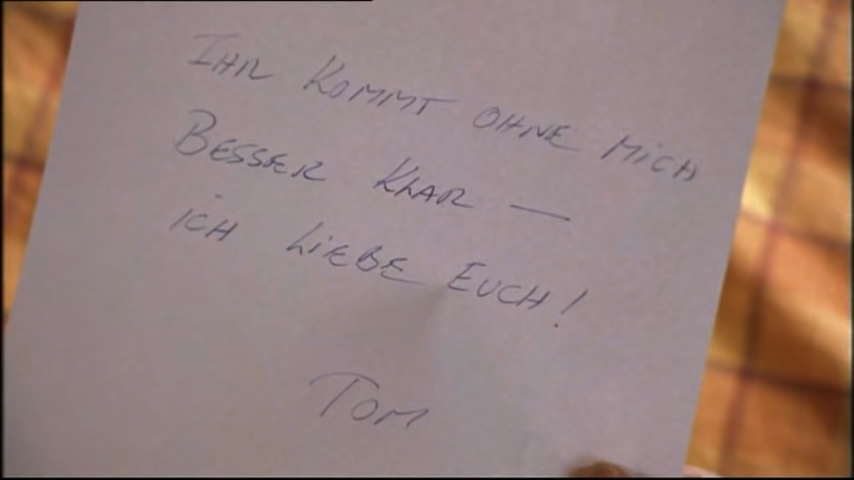 IHR KOMMT OHNE MICH
BESSER KLAR —
ICH LIEBE EUCH!
TOM